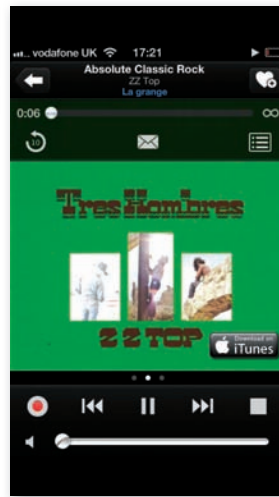 vodafone UK 17:21
Absolute Classic Rock
ZZ Top
La grange
0:06 ∞
10
Tres Hombres
ZZ TOP
Download on
iTunes